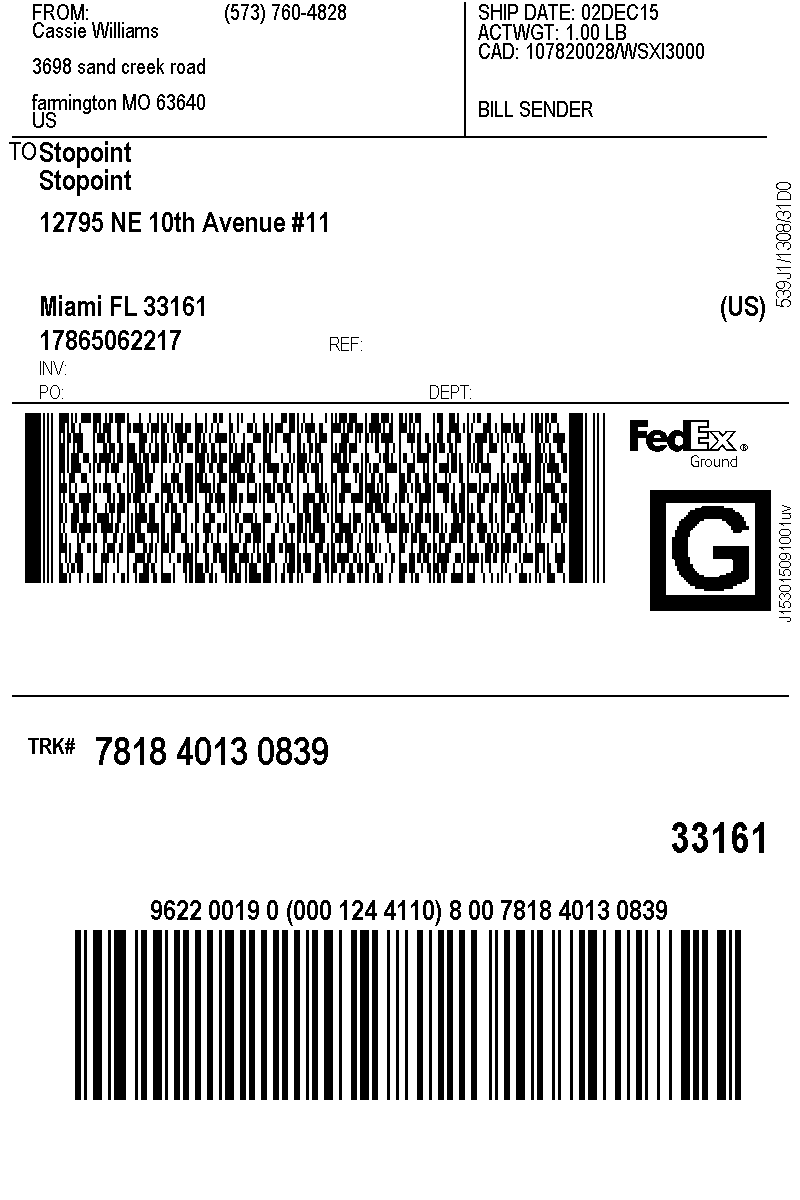 FROM: (573) 760-4828
Cassie Williams
3698 sand creek road
farmington MO 63640
US
SHIP DATE: 02DEC15
ACTWGT: 1.00 LB
CAD: 107820028/WSXI3000
BILL SENDER
TO Stopoint
Stopoint
12795 NE 10th Avenue #11
Miami FL 33161 (US)
17865062217 REF:
INV:
PO: DEPT:
539J1/1308/31D0
FedEx ®
Ground
G
J153015091001uv
TRK# 7818 4013 0839
33161
9622 0019 0 (000 124 4110) 8 00 7818 4013 0839